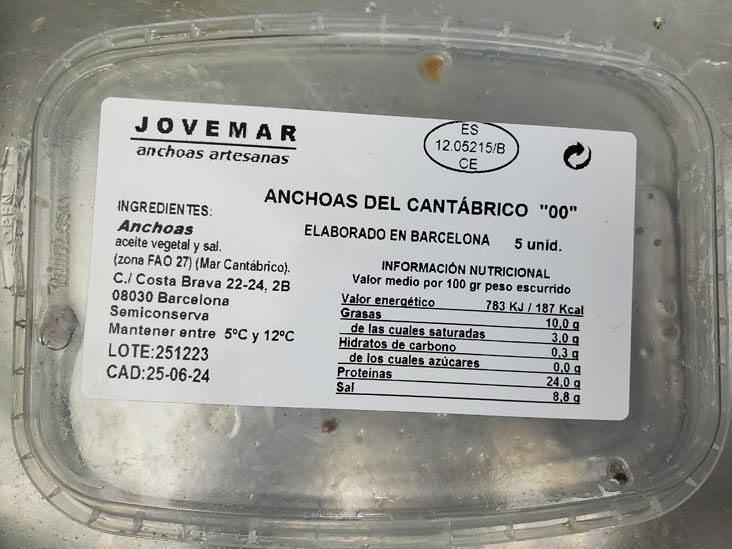 JOVEMAR
anchoas artesanas
ES
12.05215/B
CE
ANCHOAS DEL CANTÁBRICO "00"
ELABORADO EN BARCELONA 5 unid.
INGREDIENTES:
Anchoas
aceite vegetal y sal.
(zona FAO 27) (Mar Cantábrico).
C./ Costa Brava 22-24, 2B
08030 Barcelona
Semiconserva
Mantener entre 5ºC y 12ºC
LOTE:251223
CAD:25-06-24
INFORMACIÓN NUTRICIONAL
Valor medio por 100 gr peso escurrido
Valor energético 783 KJ / 187 Kcal
Grasas 10,0 g
de las cuales saturadas 3,0 g
Hidratos de carbono 0,3 g
de los cuales azúcares 0,0 g
Proteínas 24,0 g
Sal 8,8 g
OPEN